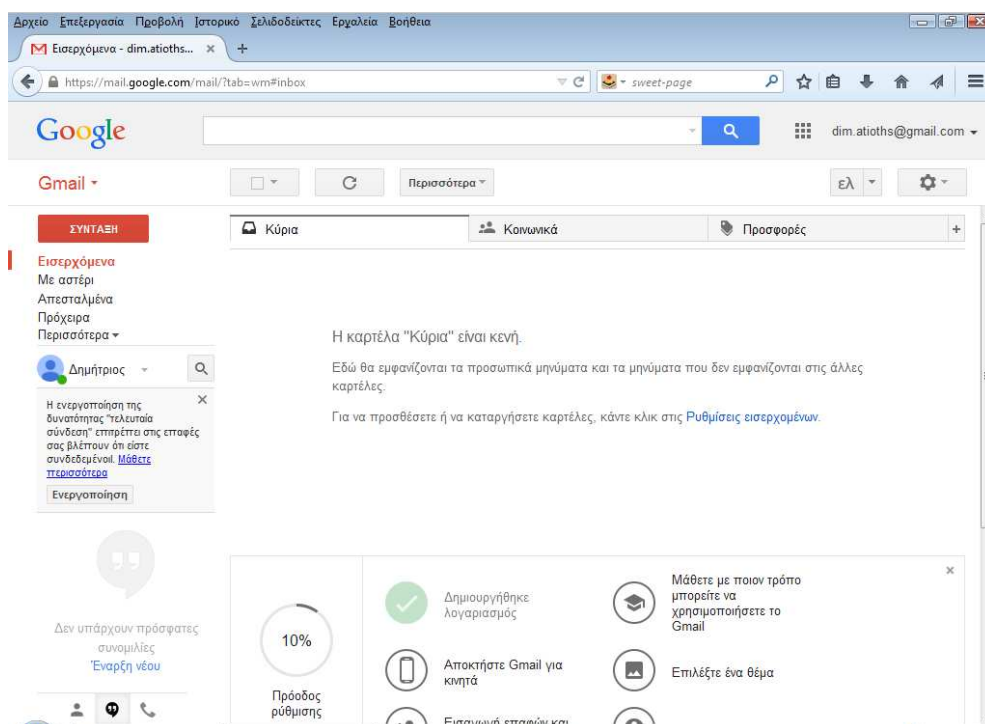 Αρχείο Επεξεργασία Προβολή Ιστορικό Σελιδοδείκτες Εργαλεία Βοήθεια
Εισερχόμενα - dim.atioths... × +
https://mail.google.com/mail/?tab=wm#inbox
sweet-page
Google
dim.atioths@gmail.com
Gmail
Περισσότερα
ελ
ΣΥΝΤΑΞΗ
Κύρια
Κοινωνικά
Προσφορές
+
Εισερχόμενα
Με αστέρι
Απεσταλμένα
Πρόχειρα
Περισσότερα
Δημήτριος
Η ενεργοποίηση της
δυνατότητας "τελευταία
σύνδεση" επιτρέπει στις επαφές
σας βλέπουν ότι είστε
συνδεδεμένοι. Μάθετε
περισσότερα
Ενεργοποίηση
Δεν υπάρχουν πρόσφατες
συνομιλίες
Έναρξη νέου
Η καρτέλα "Κύρια" είναι κενή.
Εδώ θα εμφανίζονται τα προσωπικά μηνύματα και τα μηνύματα που δεν εμφανίζονται στις άλλες
καρτέλες.
Για να προσθέσετε ή να καταργήσετε καρτέλες, κάντε κλικ στις Ρυθμίσεις εισερχομένων.
10%
Πρόοδος
ρύθμισης
Δημιουργήθηκε
λογαριασμός
Αποκτήστε Gmail για
κινητά
Εισαγωγή επαφών και
Μάθετε με ποιον τρόπο
μπορείτε να
χρησιμοποιήσετε το
Gmail
Επιλέξτε ένα θέμα